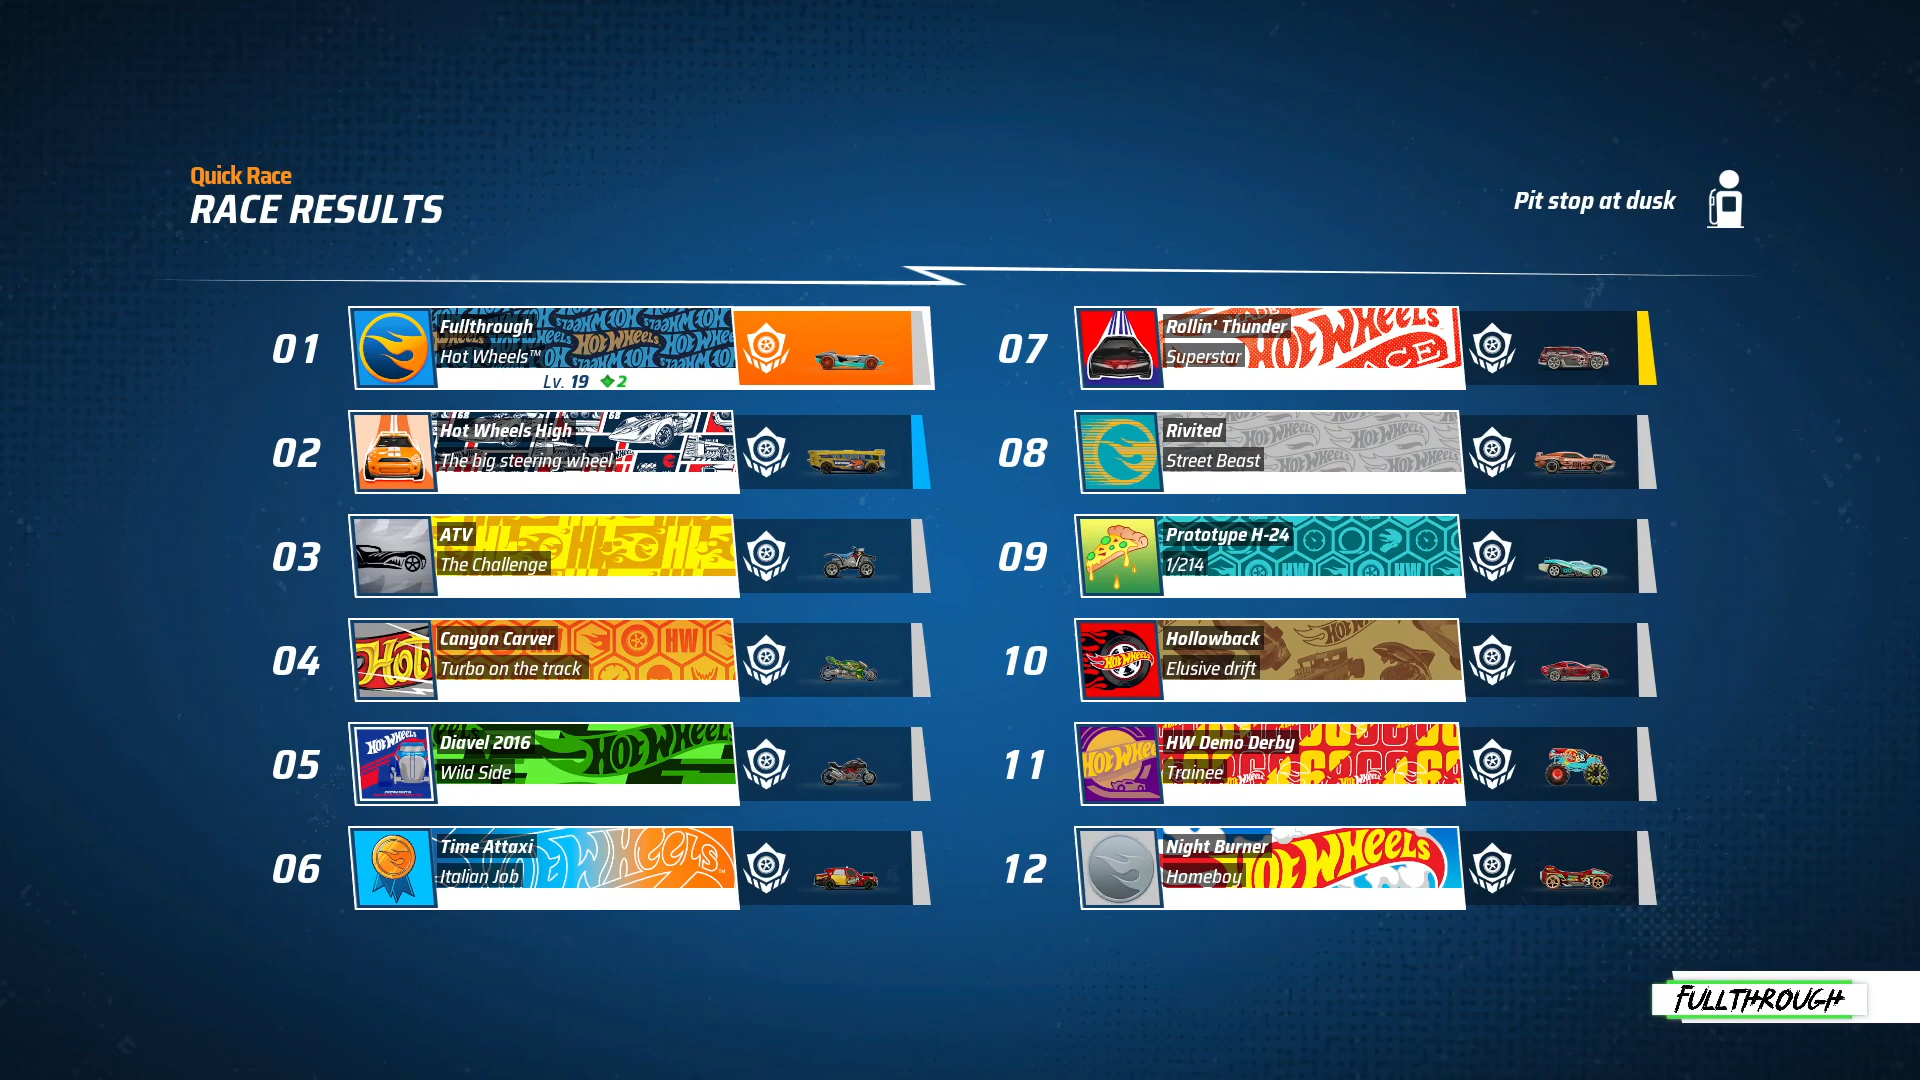 Quick Race
RACE RESULTS
Pit stop at dusk
01
Fullthrough
Hot Wheels™
Lv. 19 2
02
Hot Wheels High
The big steering wheel
03
ATV
The Challenge
04
Canyon Carver
Turbo on the track
05
Diavel 2016
Wild Side
06
Time Attaxi
Italian Job
07
Rollin' Thunder
Superstar
08
Rivited
Street Beast
09
Prototype H-24
1/214
10
Hollowback
Elusive drift
11
HW Demo Derby
Trainee
12
Night Burner
Homeboy
FULLTHROUGH